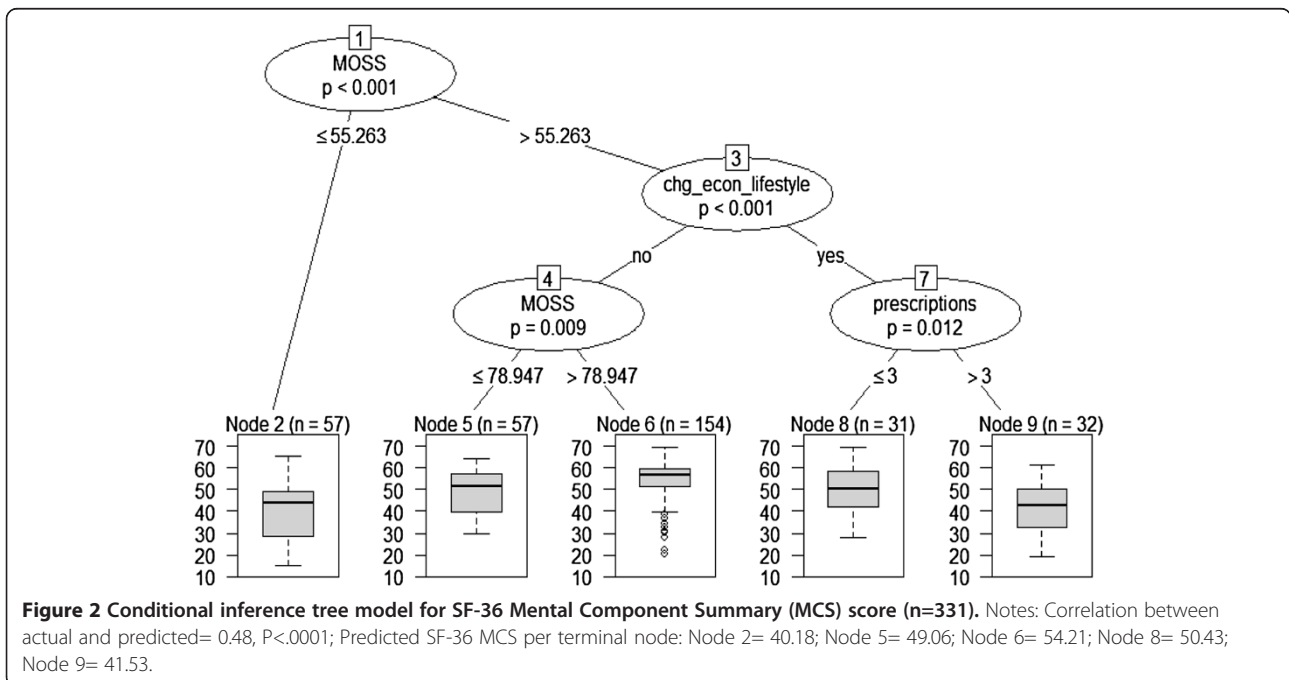 1
MOSS
p < 0.001
≤ 55.263
> 55.263
3
chg_econ_lifestyle
p < 0.001
no
yes
4
MOSS
p = 0.009
7
prescriptions
p = 0.012
≤ 78.947
> 78.947
≤ 3
> 3
Node 2 (n = 57)
70
60
50
40
30
20
10
Node 5 (n = 57)
70
60
50
40
30
20
10
Node 6 (n = 154)
70
60
50
40
30
20
10
Node 8 (n = 31)
70
60
50
40
30
20
10
Node 9 (n = 32)
70
60
50
40
30
20
10
Figure 2 Conditional inference tree model for SF-36 Mental Component Summary (MCS) score (n=331). Notes: Correlation between
actual and predicted= 0.48, P<.0001; Predicted SF-36 MCS per terminal node: Node 2= 40.18; Node 5= 49.06; Node 6= 54.21; Node 8= 50.43;
Node 9= 41.53.